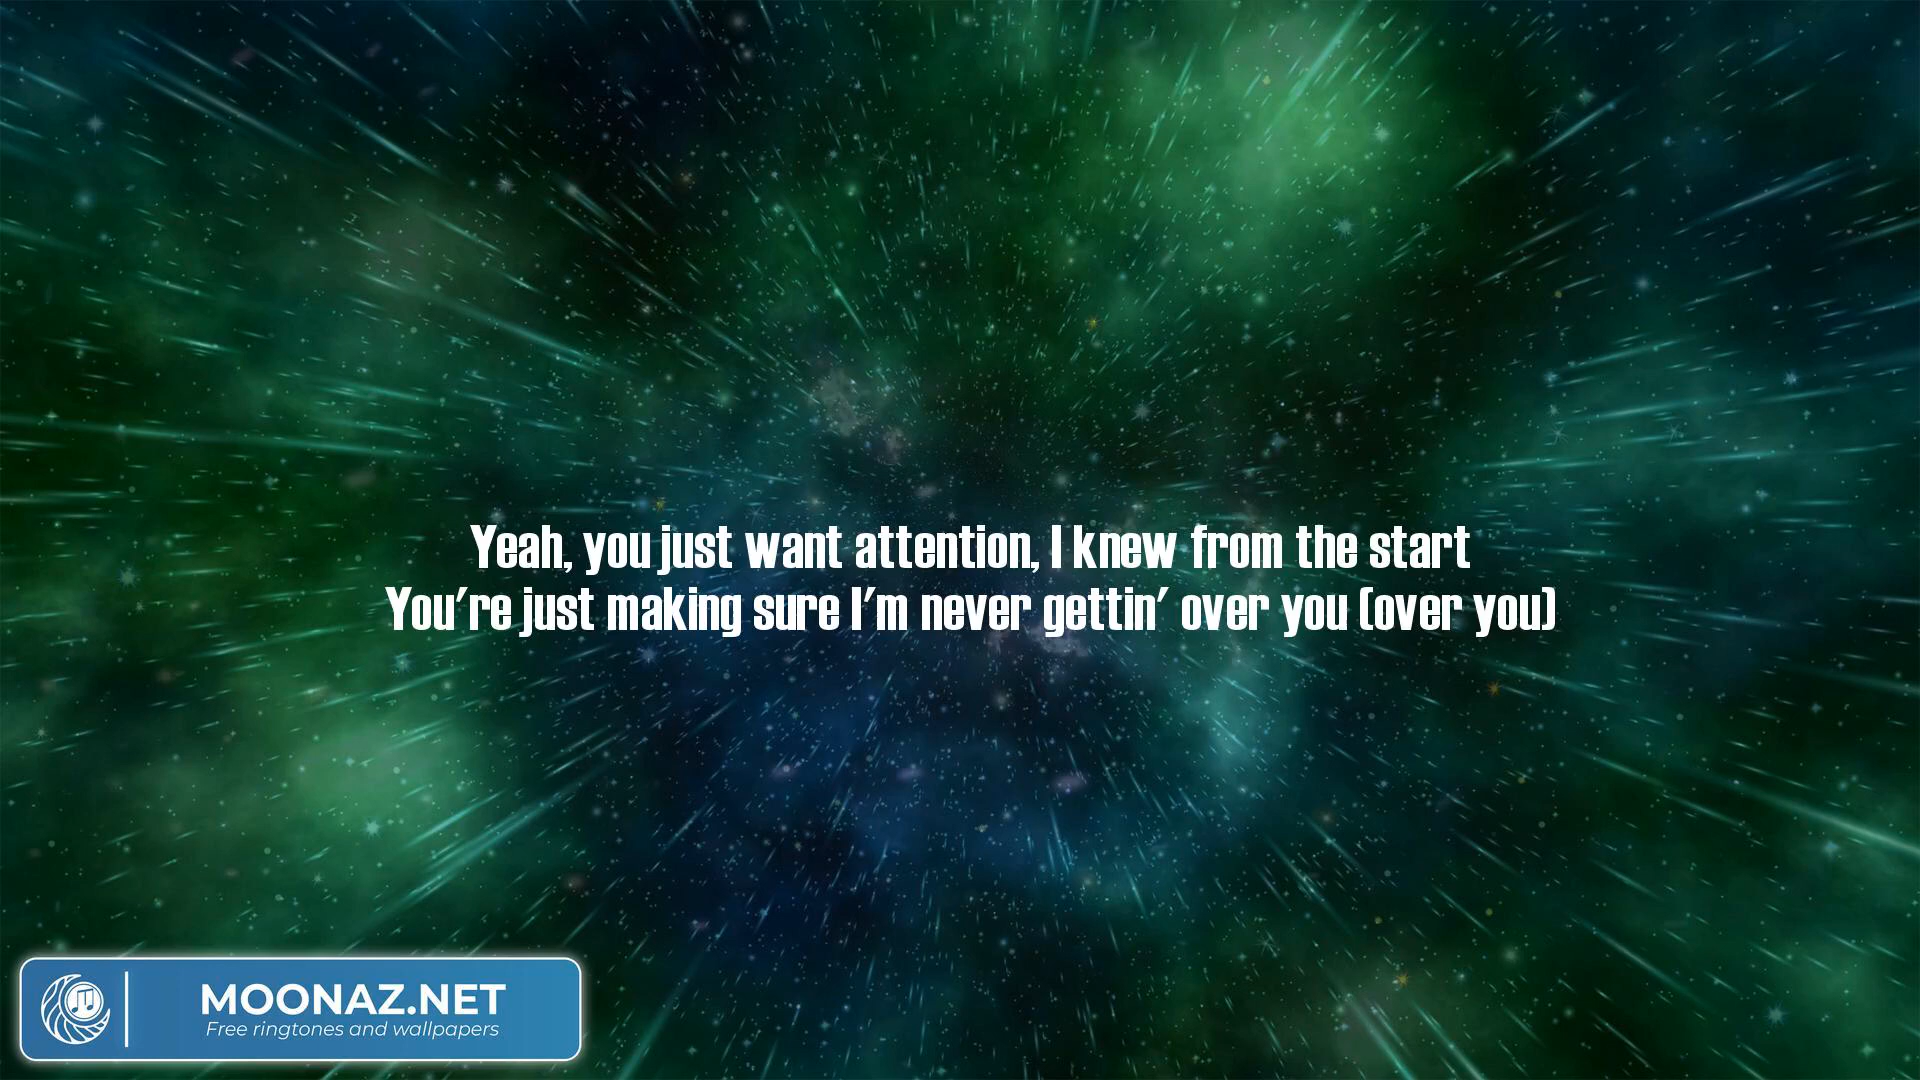 Yeah, you just want attention, I knew from the start
You're just making sure I'm never gettin' over you (over you)
MOONAZ.NET
Free ringtones and wallpapers